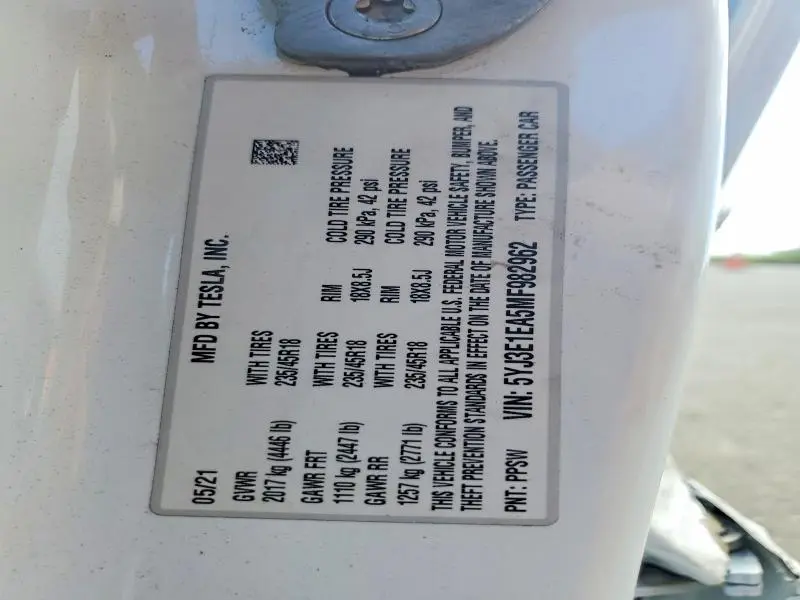 MFD BY TESLA, INC.
05/21
GVWR
2017 kg (4446 lb)
WITH TIRES
235/45R18
GAWR FRT
1110 kg (2447 lb)
WITH TIRES
235/45R18
RIM
18X8.5J
COLD TIRE PRESSURE
290 kPa, 42 psi
GAWR RR
1257 kg (2771 lb)
WITH TIRES
235/45R18
RIM
18X8.5J
COLD TIRE PRESSURE
290 kPa, 42 psi
THIS VEHICLE CONFORMS TO ALL APPLICABLE U.S. FEDERAL MOTOR VEHICLE SAFETY, BUMPER, AND
THEFT PREVENTION STANDARDS IN EFFECT ON THE DATE OF MANUFACTURE SHOWN ABOVE.
PNT: PPSW VIN: 5YJ3E1EA5MF982962 TYPE: PASSENGER CAR